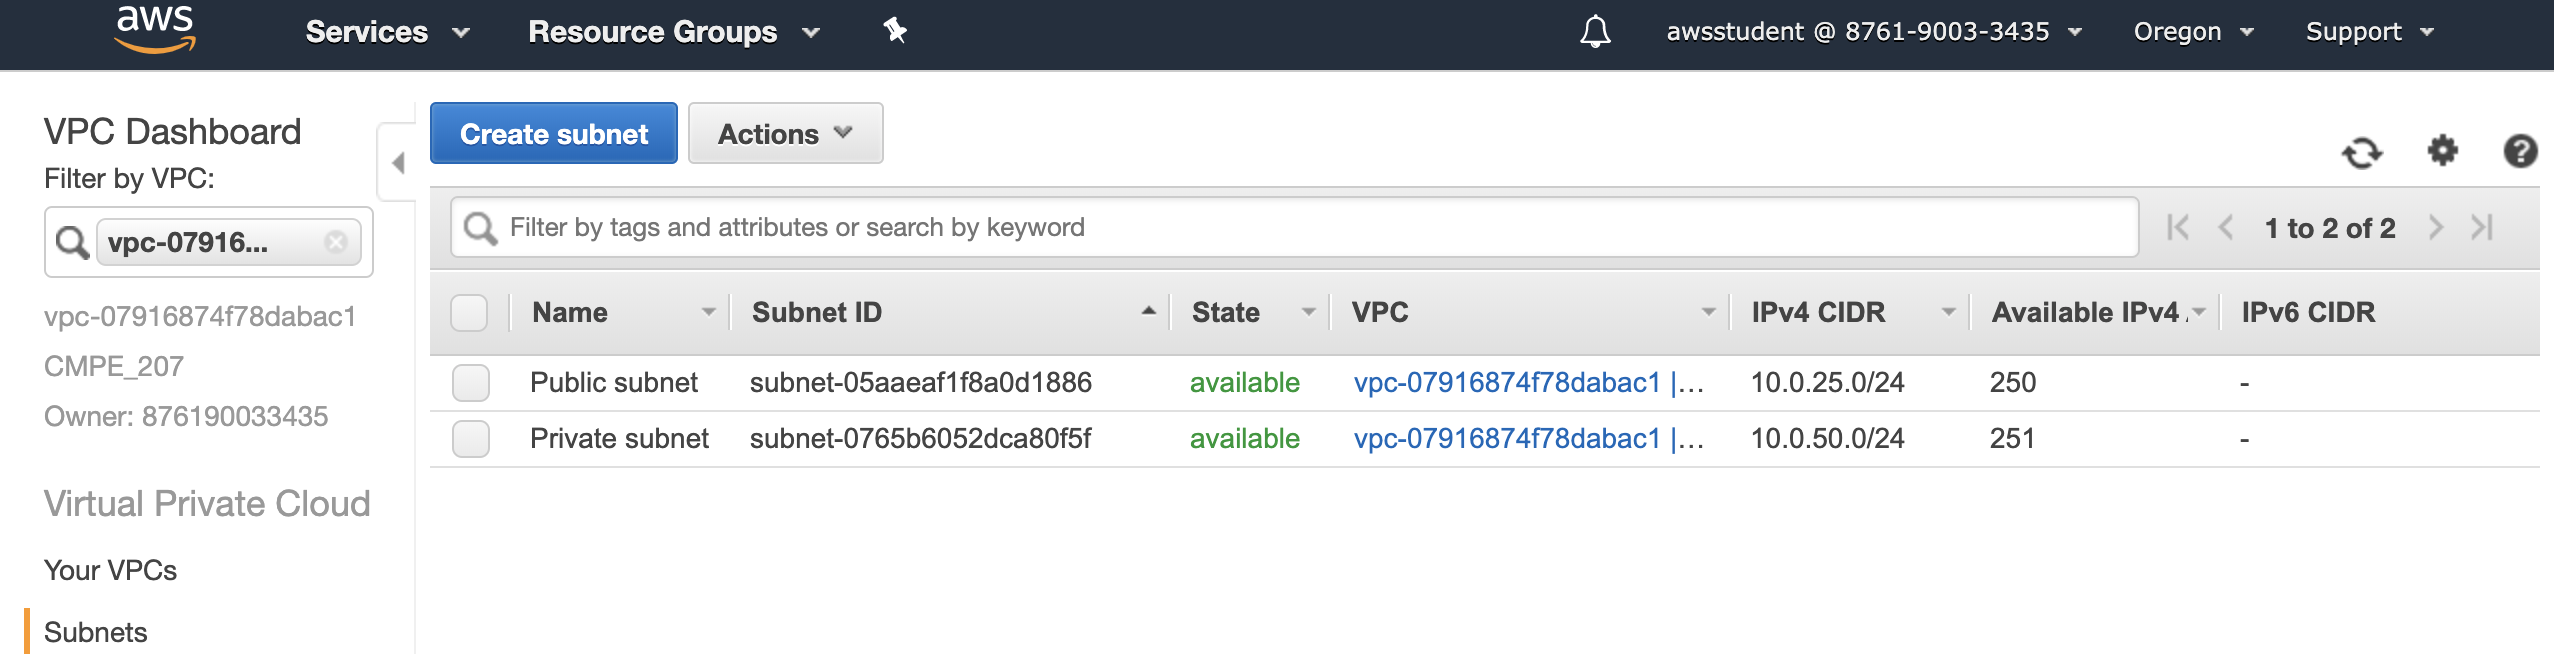 aws Services Resource Groups awsstudent @ 8761-9003-3435 Oregon Support
VPC Dashboard
Filter by VPC:
vpc-07916...
vpc-07916874f78dabac1
CMPE_207
Owner: 876190033435
Virtual Private Cloud
Your VPCs
Subnets
Create subnet Actions
Filter by tags and attributes or search by keyword 1 to 2 of 2
Name Subnet ID State VPC IPv4 CIDR Available IPv4 IPv6 CIDR
Public subnet subnet-05aaeaf1f8a0d1886 available vpc-07916874f78dabac1 |... 10.0.25.0/24 250 -
Private subnet subnet-0765b6052dca80f5f available vpc-07916874f78dabac1 |... 10.0.50.0/24 251 -